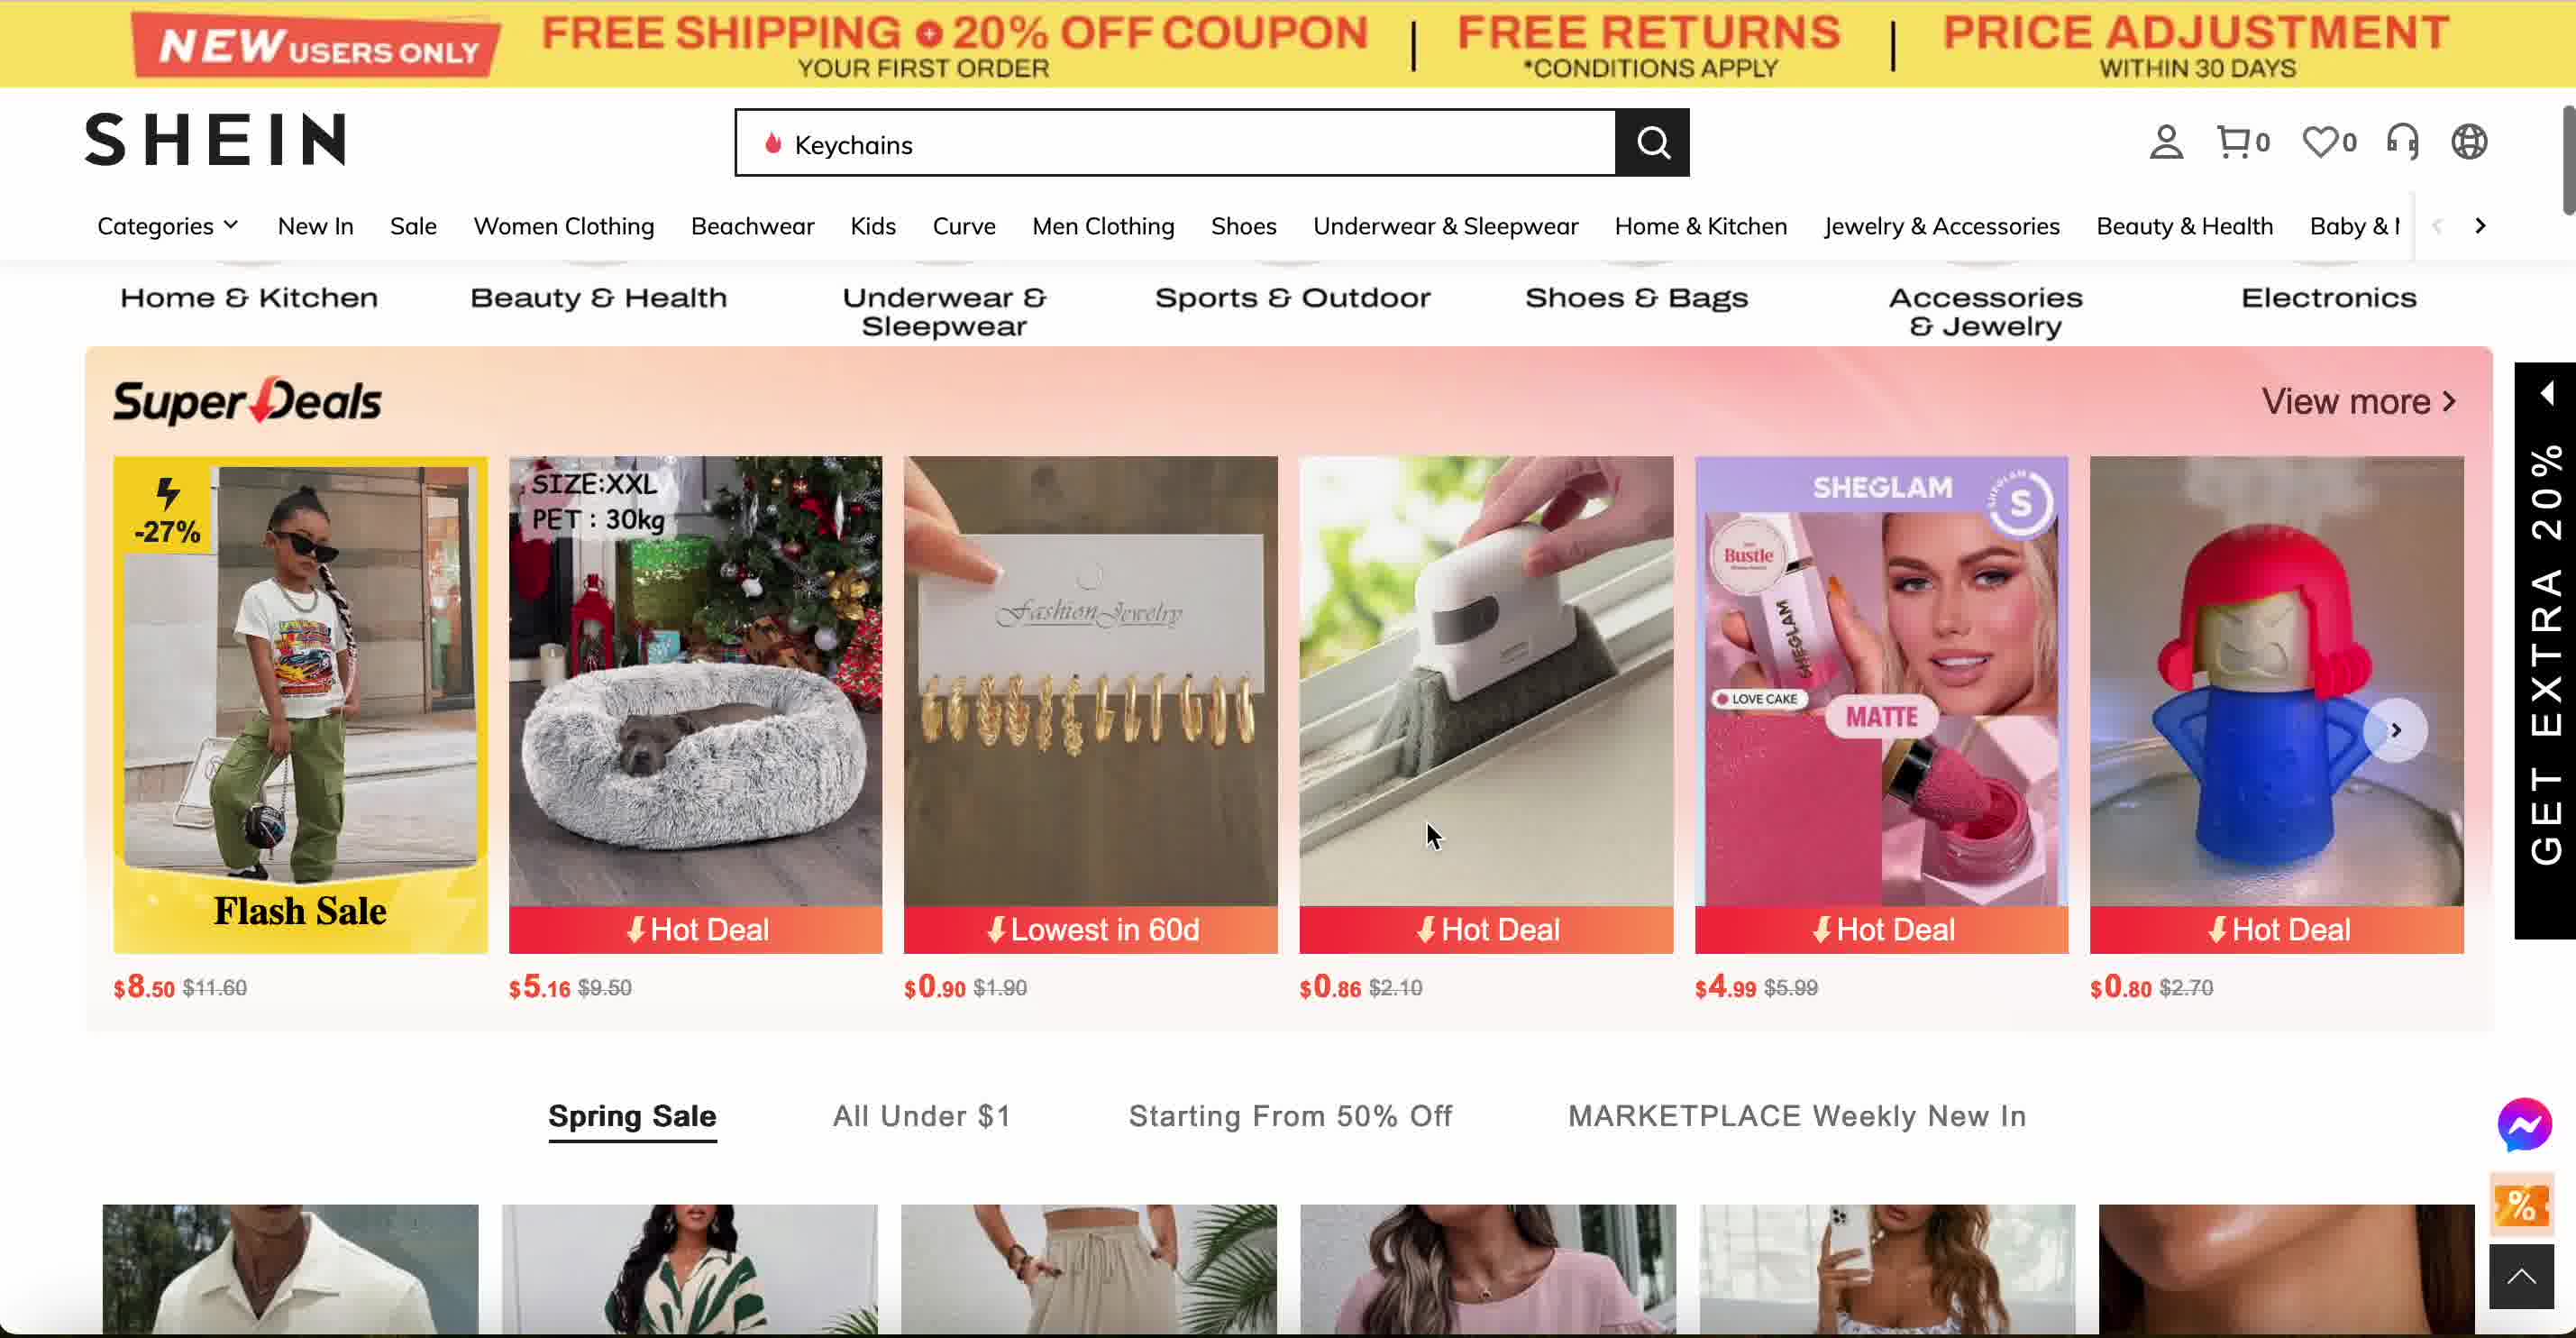 NEW USERS ONLY
FREE SHIPPING + 20% OFF COUPON
YOUR FIRST ORDER
FREE RETURNS
*CONDITIONS APPLY
PRICE ADJUSTMENT
WITHIN 30 DAYS
SHEIN
Keychains
0
0
Categories New In Sale Women Clothing Beachwear Kids Curve Men Clothing Shoes Underwear & Sleepwear Home & Kitchen Jewelry & Accessories Beauty & Health Baby &
Home & Kitchen
Beauty & Health
Underwear &
Sleepwear
Sports & Outdoor
Shoes & Bags
Accessories
& Jewelry
Electronics
Super Deals
View more >
-27%
Flash Sale
SIZE:XXL
PET : 30kg
Hot Deal
Fashion Jewelry
Lowest in 60d
Hot Deal
SHEGLAM
S
Bustle
SHEGLAM
LOVE CAKE
MATTE
Hot Deal
Hot Deal
$8.50 $11.60
$5.16 $9.50
$0.90 $1.90
$0.86 $2.10
$4.99 $5.99
$0.80 $2.70
GET EXTRA 20%
Spring Sale
All Under $1
Starting From 50% Off
MARKETPLACE Weekly New In
%